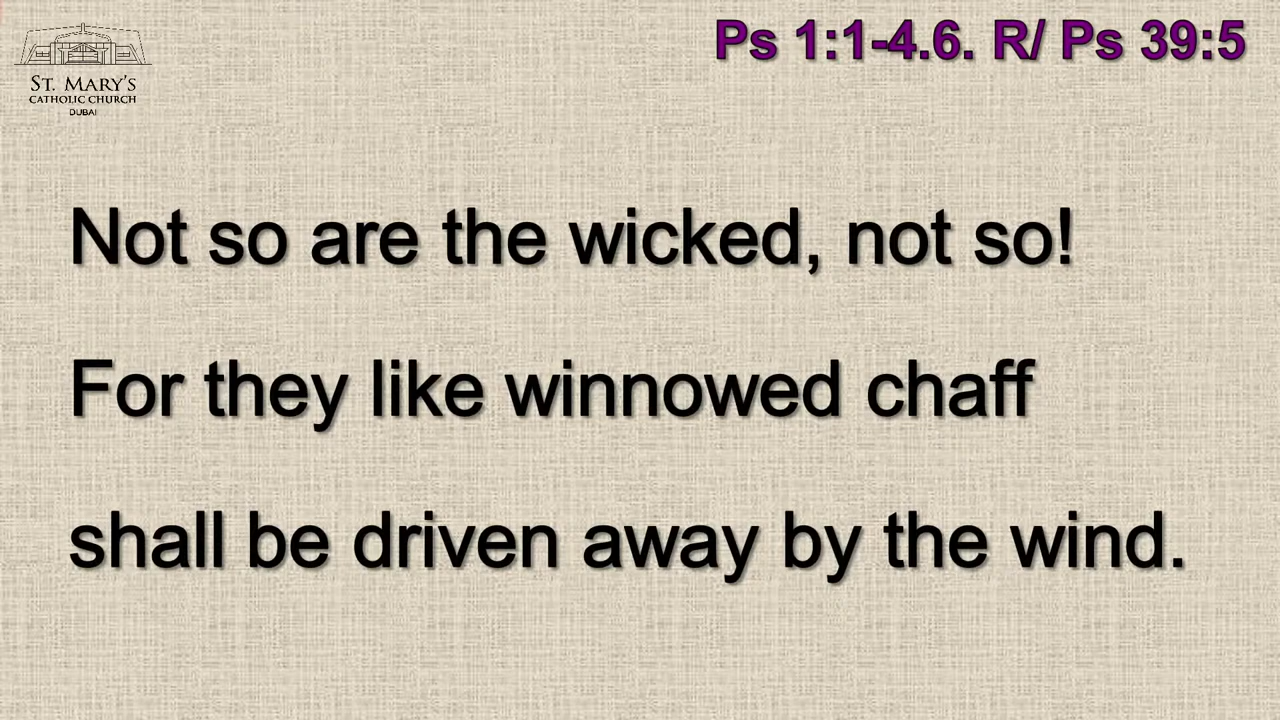 Ps 1:1-4.6. R/ Ps 39:5
ST. MARY'S
CATHOLIC CHURCH
DUBAI
Not so are the wicked, not so!
For they like winnowed chaff
shall be driven away by the wind.